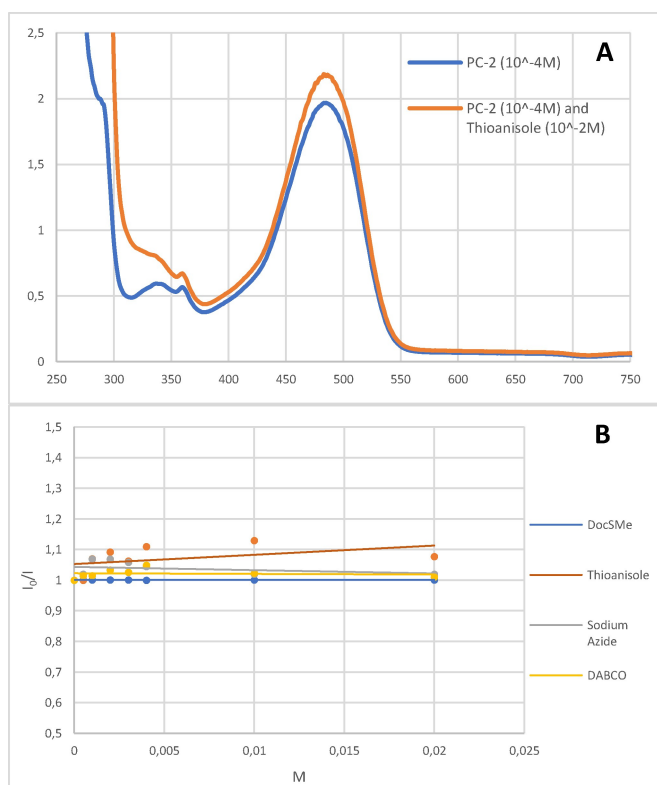 A
2,5
2
1,5
1
0,5
0
250 300 350 400 450 500 550 600 650 700 750
PC-2 (10^-4M)
PC-2 (10^-4M) and
Thioanisole (10^-2M)
B
1,5
1,4
1,3
1,2
1,1
1
0,9
0,8
0,7
0,6
0,5
I₀/I
0 0,005 0,01 0,015 0,02 0,025
M
DocSMe
Thioanisole
Sodium
Azide
DABCO